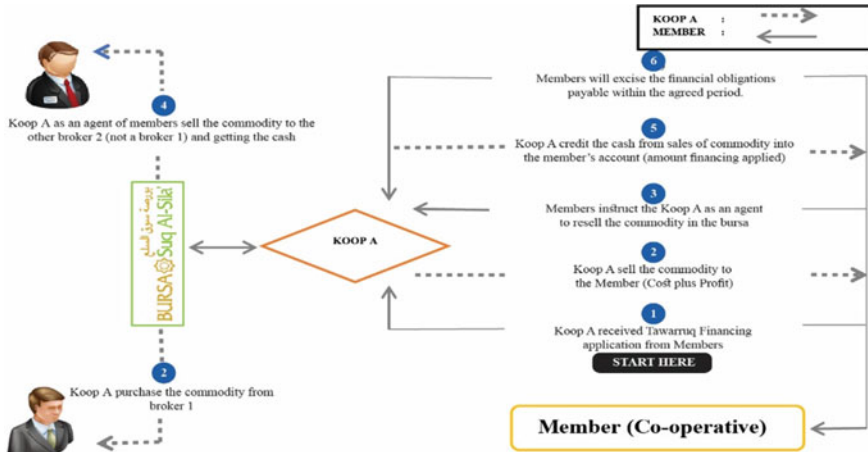 KOOP A :
MEMBER :
6
Members will excise the financial obligations
payable within the agreed period.
4
Koop A as an agent of members sell the commodity to the
other broker 2 (not a broker 1) and getting the cash
5
Koop A credit the cash from sales of commodity into
the member's account (amount financing applied)
3
Members instruct the Koop A as an agent
to resell the commodity in the bursa
بورصة سوق السلع
BURSA Suq Al-Sila'
KOOP A
2
Koop A sell the commodity to
the Member (Cost plus Profit)
1
Koop A received Tawarruq Financing
application from Members
START HERE
2
Koop A purchase the commodity from
broker 1
Member (Co-operative)